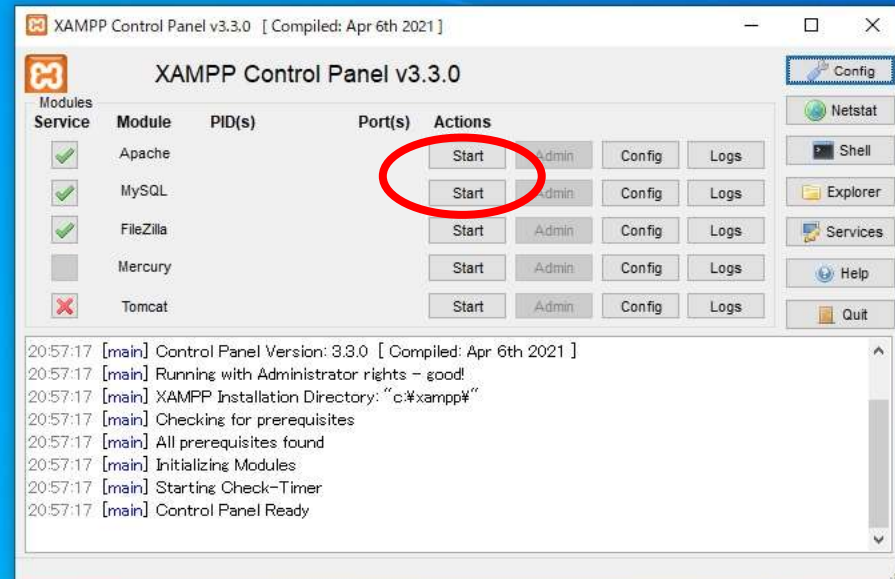 XAMPP Control Panel v3.3.0 [ Compiled: Apr 6th 2021 ]
XAMPP Control Panel v3.3.0
Config
Modules
Service Module PID(s) Port(s) Actions
Netstat
Apache Start Admin Config Logs
Shell
MySQL Start Admin Config Logs
Explorer
FileZilla Start Admin Config Logs
Services
Mercury Start Admin Config Logs
Help
Tomcat Start Admin Config Logs
Quit
20:57:17 [main] Control Panel Version: 3.3.0 [ Compiled: Apr 6th 2021 ]
20:57:17 [main] Running with Administrator rights - good!
20:57:17 [main] XAMPP Installation Directory: "c:¥xampp¥"
20:57:17 [main] Checking for prerequisites
20:57:17 [main] All prerequisites found
20:57:17 [main] Initializing Modules
20:57:17 [main] Starting Check-Timer
20:57:17 [main] Control Panel Ready